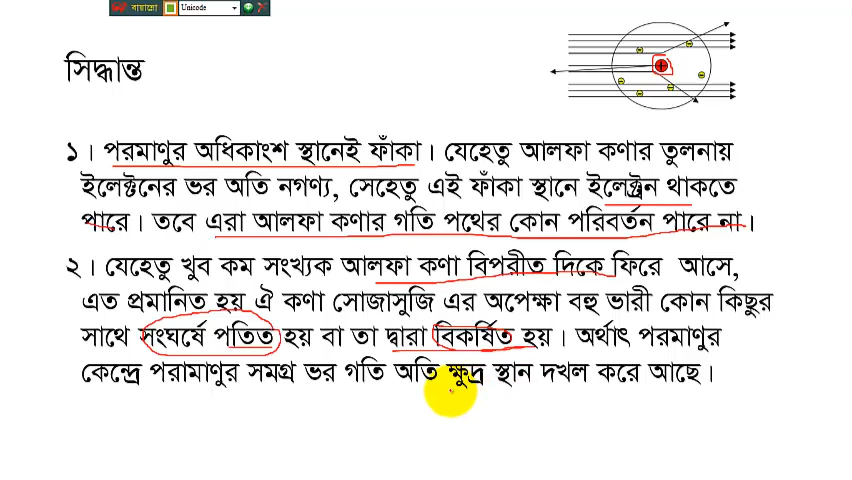 বায়ান্নো Unicode
সিদ্ধান্ত
১। পরমাণুর অধিকাংশ স্থানেই ফাঁকা। যেহেতু আলফা কণার তুলনায়
ইলেক্টনের ভর অতি নগণ্য, সেহেতু এই ফাঁকা স্থানে ইলেক্ট্রন থাকতে
পারে। তবে এরা আলফা কণার গতি পথের কোন পরিবর্তন পারে না।
২। যেহেতু খুব কম সংখ্যক আলফা কণা বিপরীত দিকে ফিরে আসে,
এত প্রমানিত হয় ঐ কণা সোজাসুজি এর অপেক্ষা বহু ভারী কোন কিছুর
সাথে সংঘর্ষে পতিত হয় বা তা দ্বারা বিকর্ষিত হয়। অর্থাৎ পরমাণুর
কেন্দ্রে পরামাণুর সমগ্র ভর গতি অতি ক্ষুদ্র স্থান দখল করে আছে।